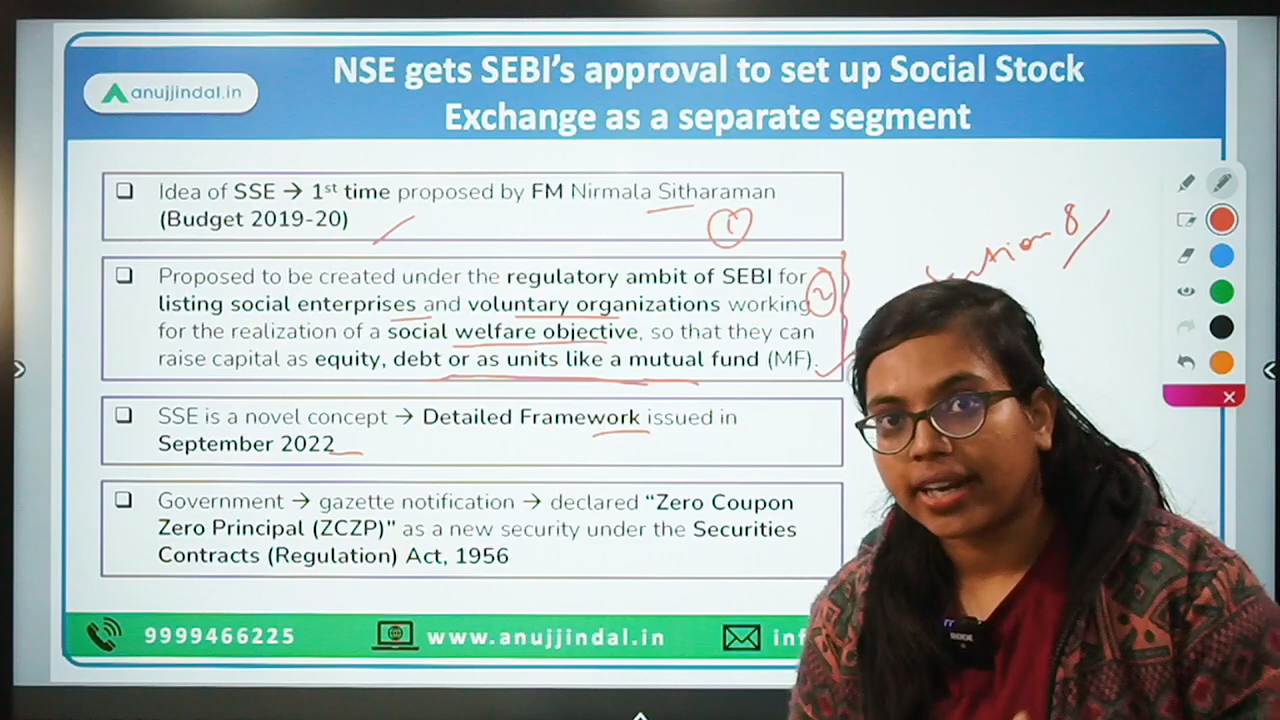 anujjindal.in
NSE gets SEBI's approval to set up Social Stock
Exchange as a separate segment
Idea of SSE → 1st time proposed by FM Nirmala Sitharaman
(Budget 2019-20)
1
Proposed to be created under the regulatory ambit of SEBI for
listing social enterprises and voluntary organizations working
for the realization of a social welfare objective, so that they can
raise capital as equity, debt or as units like a mutual fund (MF).
2
Section 8
SSE is a novel concept → Detailed Framework issued in
September 2022
Government → gazette notification → declared "Zero Coupon
Zero Principal (ZCZP)" as a new security under the Securities
Contracts (Regulation) Act, 1956
9999466225
www.anujjindal.in
inf
RODE